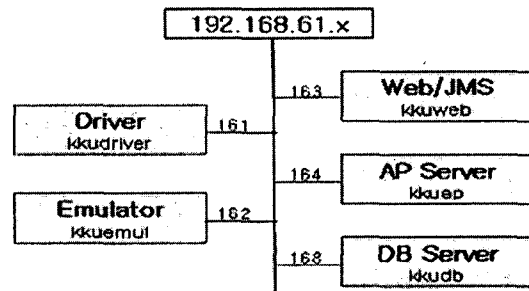 192.168.61.x
163
Web/JMS
kkuweb
Driver
kkudriver
161
164
AP Server
kkuap
Emulator
kkuemul
162
168
DB Server
kkudb